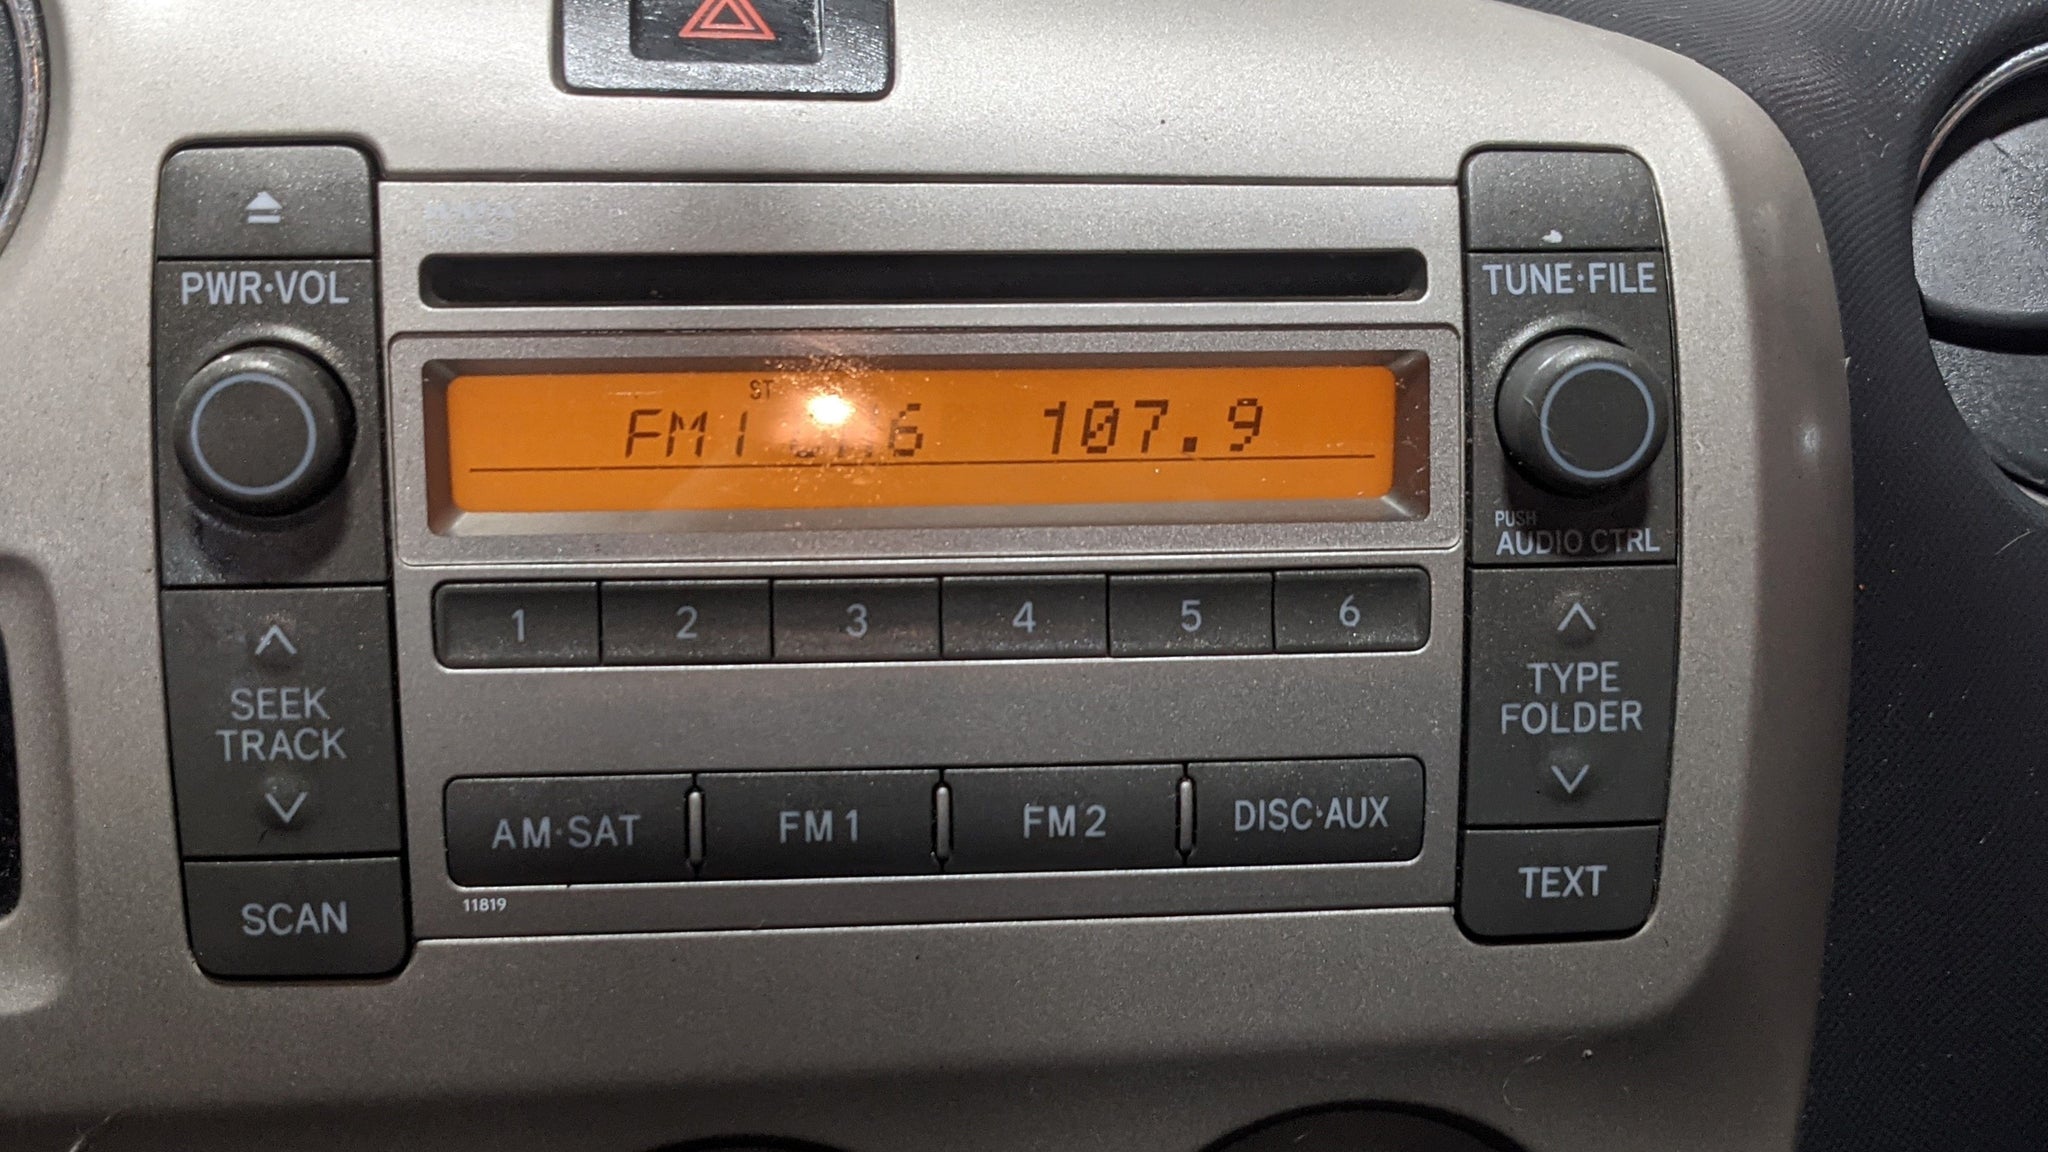 PWR·VOL
TUNE·FILE
ST
FM1 6 107.9
PUSH
AUDIO CTRL
1 2 3 4 5 6
SEEK
TRACK
TYPE
FOLDER
AM·SAT FM1 FM2 DISC·AUX
TEXT
11819
SCAN